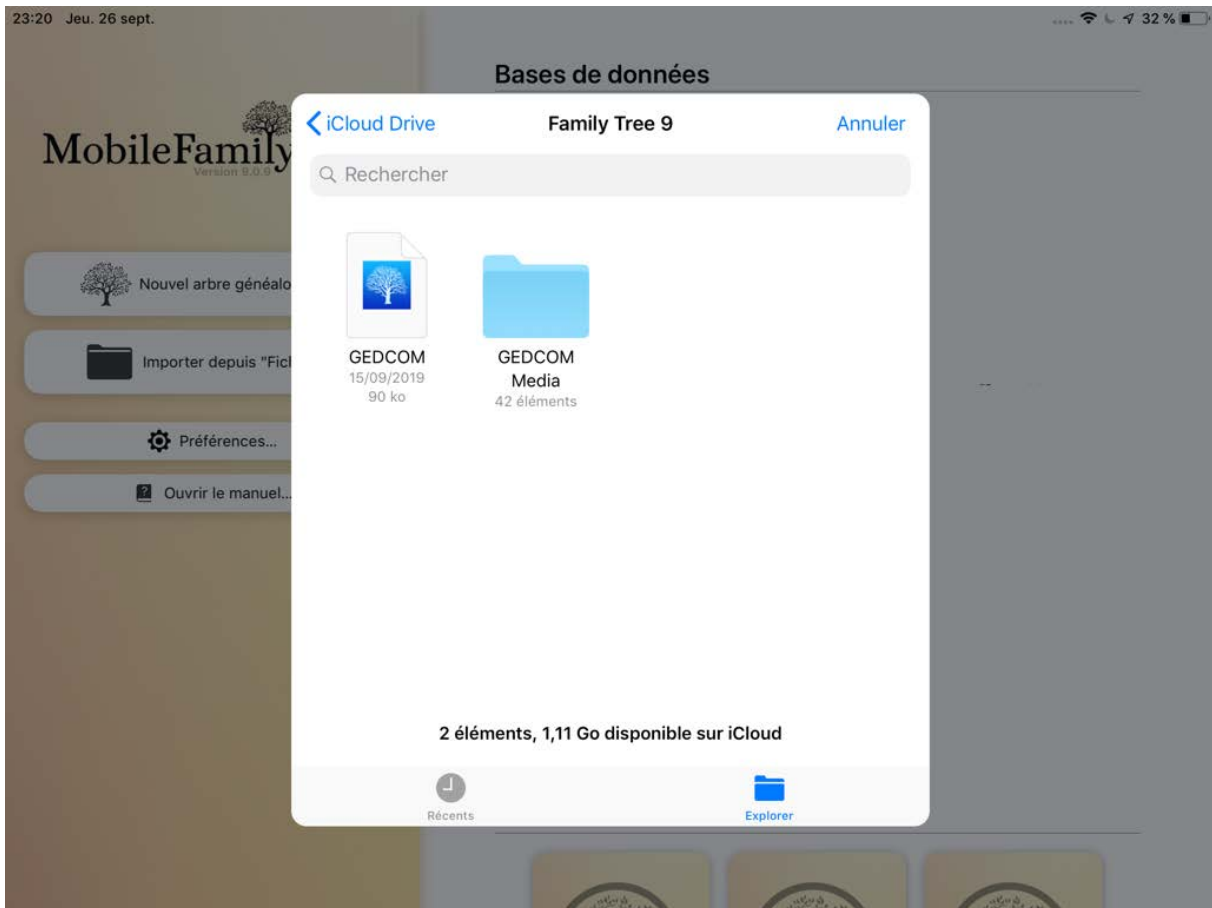 23:20 Jeu. 26 sept.
32 %
Bases de données
MobileFamily
Version 9.0.9
Nouvel arbre généalo
Importer depuis "Fic
Préférences...
Ouvrir le manuel...
iCloud Drive
Family Tree 9
Annuler
Rechercher
GEDCOM
15/09/2019
90 ko
GEDCOM
Media
42 éléments
2 éléments, 1,11 Go disponible sur iCloud
Récents
Explorer